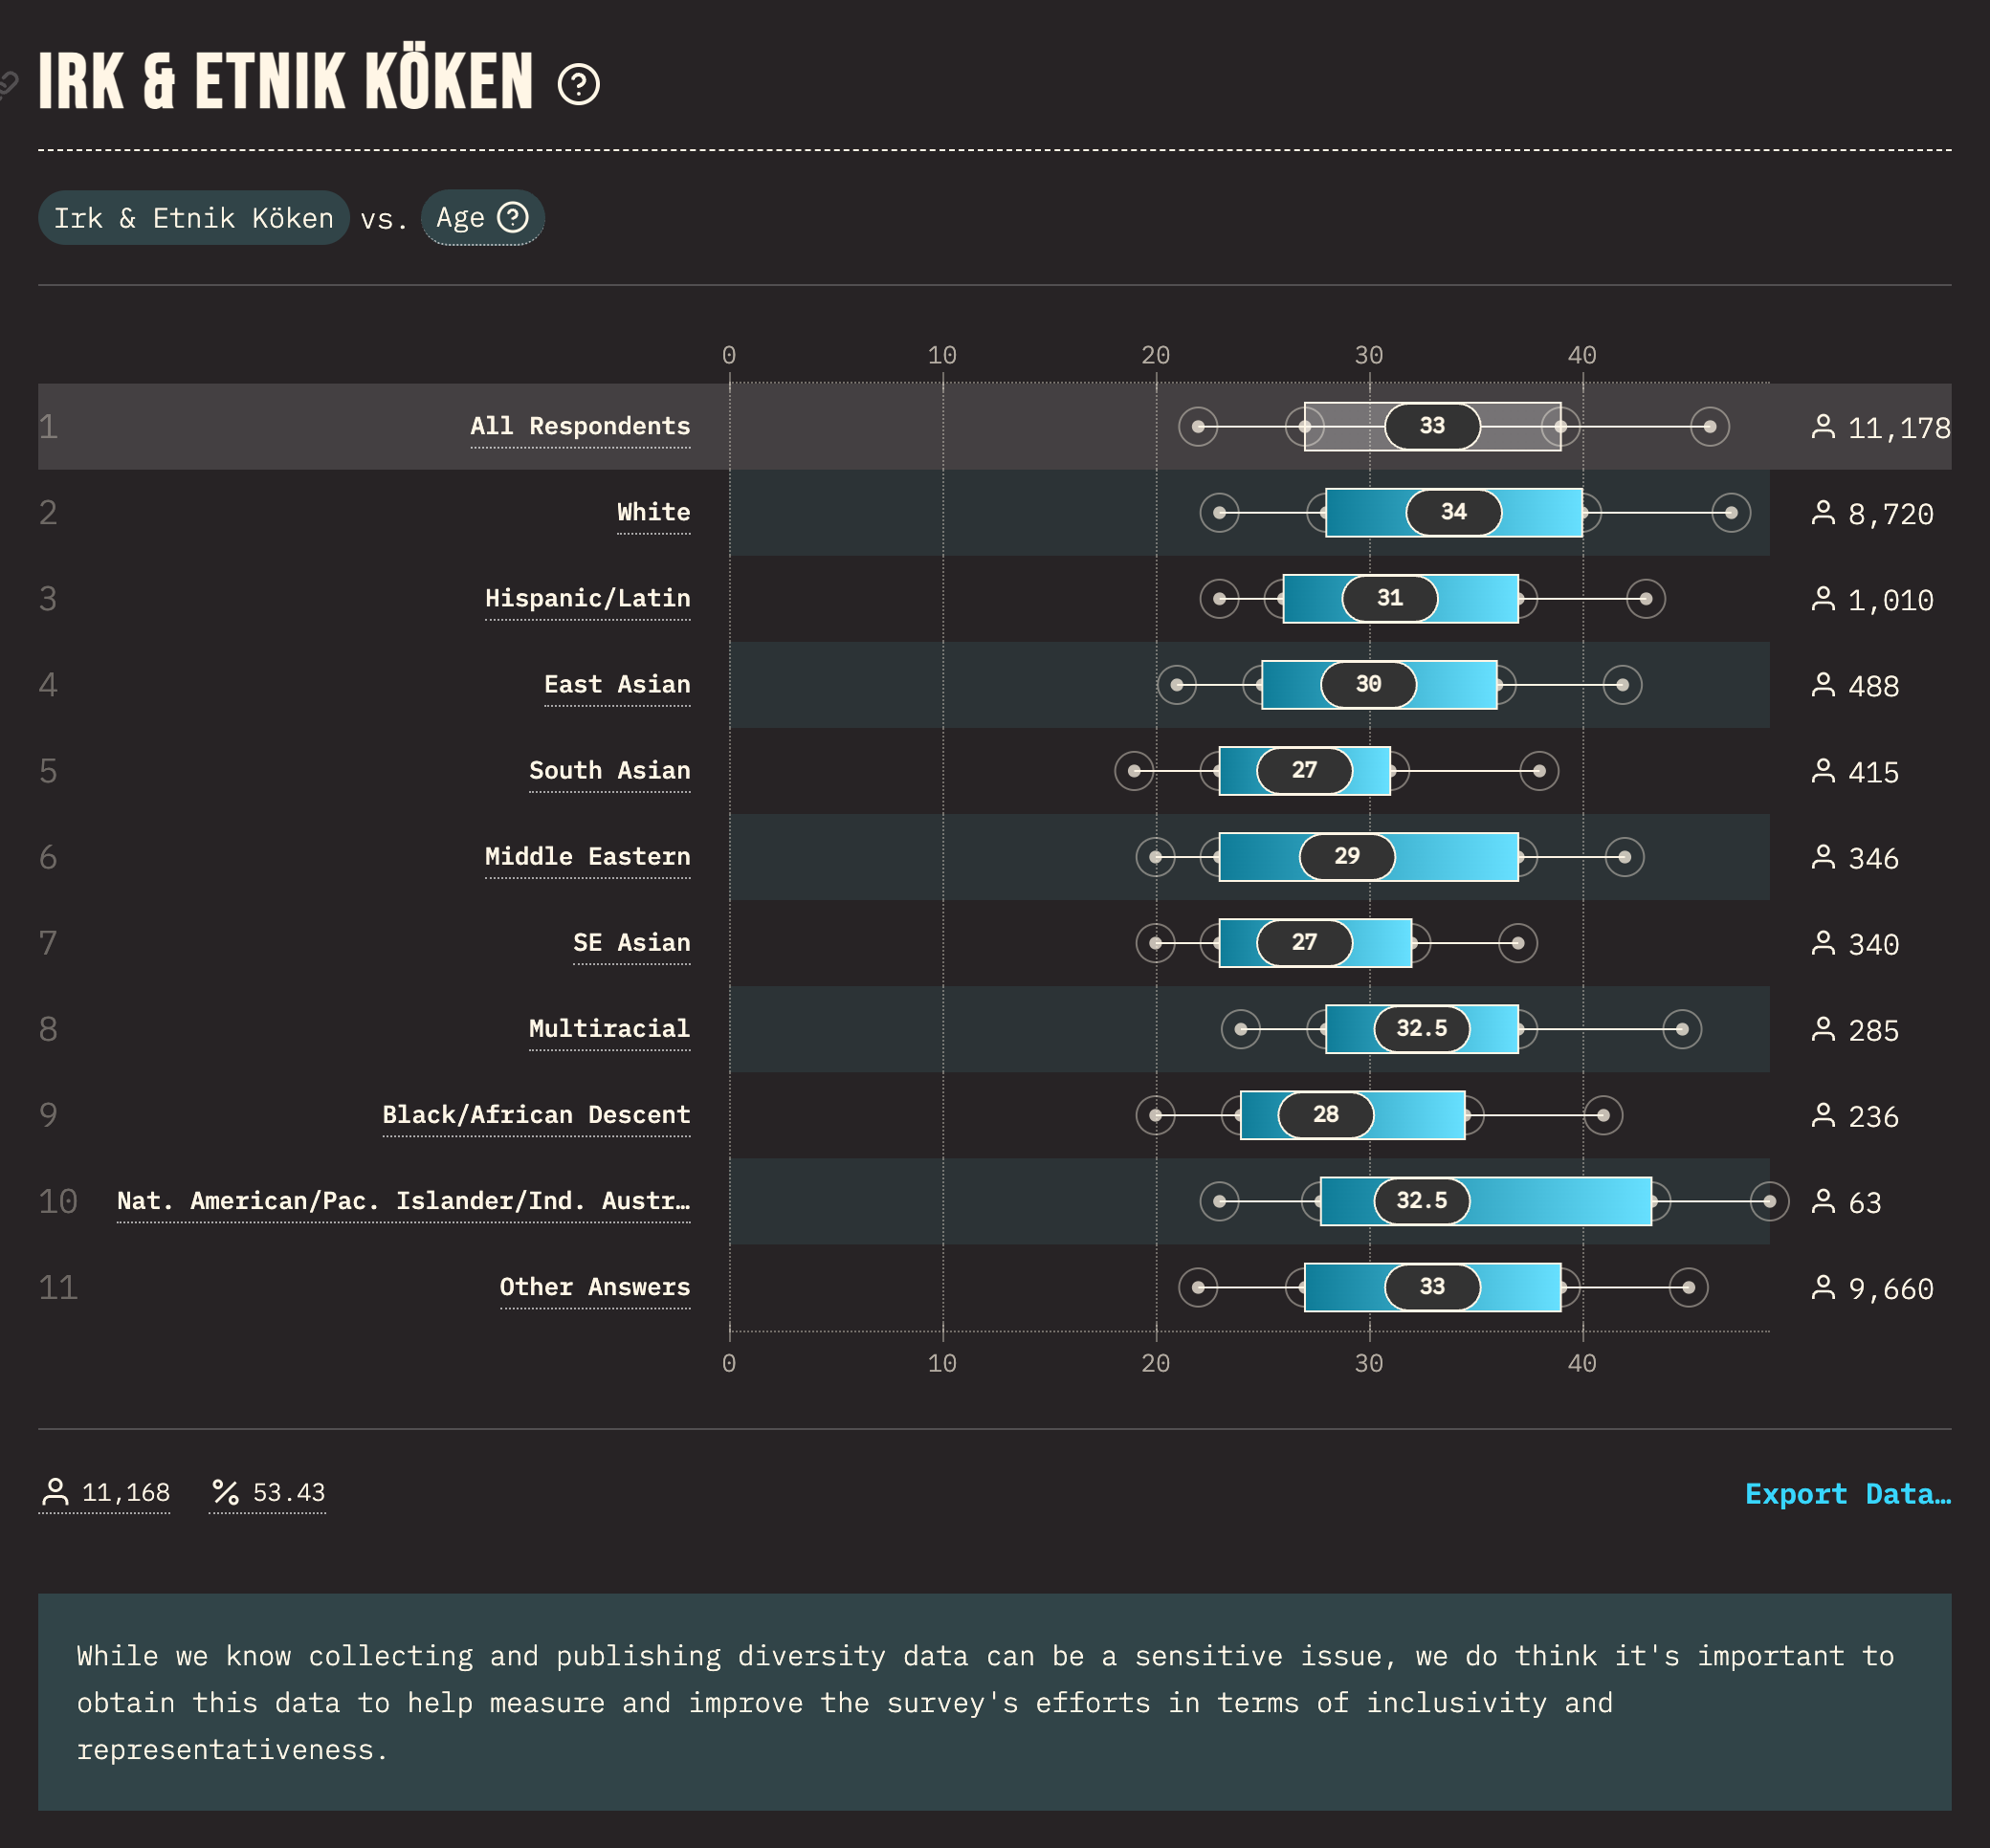 IRK & ETNIK KÖKEN ?
Irk & Etnik Köken vs. Age ?
0 10 20 30 40
1 All Respondents 33 11,178
2 White 34 8,720
3 Hispanic/Latin 31 1,010
4 East Asian 30 488
5 South Asian 27 415
6 Middle Eastern 29 346
7 SE Asian 27 340
8 Multiracial 32.5 285
9 Black/African Descent 28 236
10 Nat. American/Pac. Islander/Ind. Austr… 32.5 63
11 Other Answers 33 9,660
0 10 20 30 40
11,168 % 53.43 Export Data…
While we know collecting and publishing diversity data can be a sensitive issue, we do think it's important to
obtain this data to help measure and improve the survey's efforts in terms of inclusivity and
representativeness.